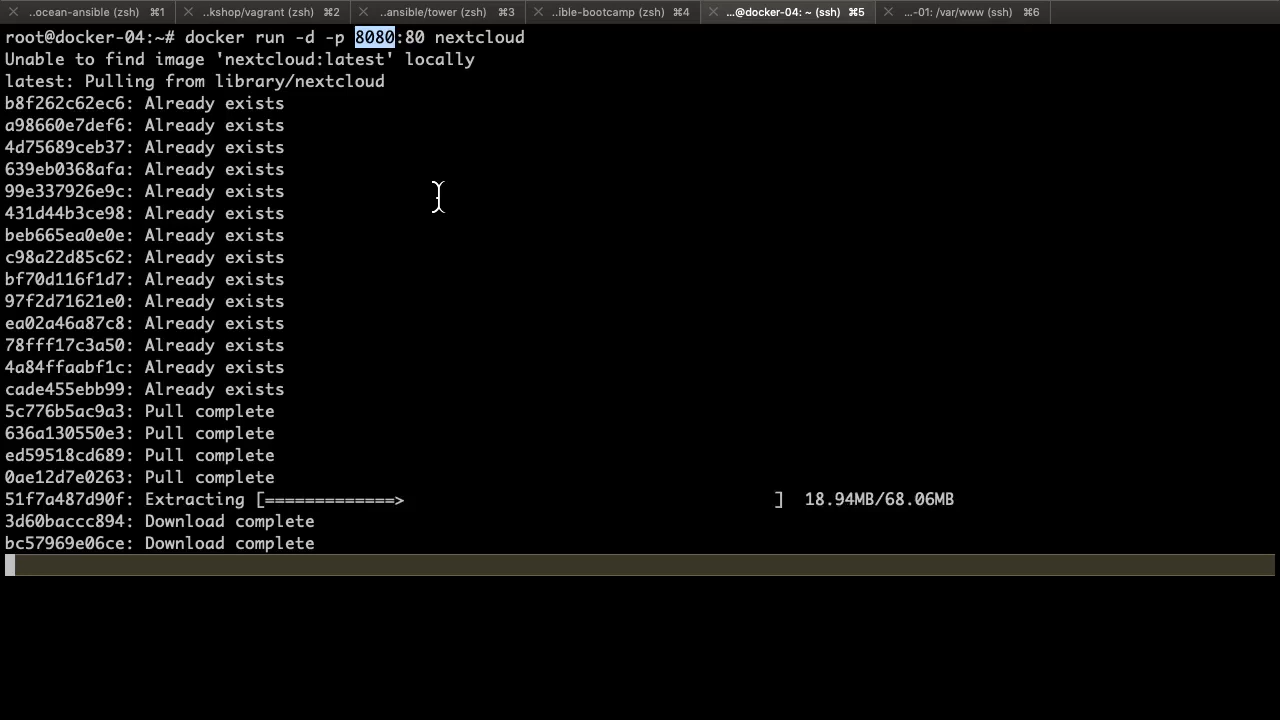 ..ocean-ansible (zsh) ⌘1 ..kshop/vagrant (zsh) ⌘2 ..ansible/tower (zsh) ⌘3 ..ible-bootcamp (zsh) ⌘4 ...@docker-04: ~ (ssh) ⌘5 ...-01: /var/www (ssh) ⌘6
root@docker-04:~# docker run -d -p 8080:80 nextcloud
Unable to find image 'nextcloud:latest' locally
latest: Pulling from library/nextcloud
b8f262c62ec6: Already exists
a98660e7def6: Already exists
4d75689ceb37: Already exists
639eb0368afa: Already exists
99e337926e9c: Already exists
431d44b3ce98: Already exists
beb665ea0e0e: Already exists
c98a22d85c62: Already exists
bf70d116f1d7: Already exists
97f2d71621e0: Already exists
ea02a46a87c8: Already exists
78fff17c3a50: Already exists
4a84ffaabf1c: Already exists
cade455ebb99: Already exists
5c776b5ac9a3: Pull complete
636a130550e3: Pull complete
ed59518cd689: Pull complete
0ae12d7e0263: Pull complete
51f7a487d90f: Extracting [=============>                                     ]  18.94MB/68.06MB
3d60baccc894: Download complete
bc57969e06ce: Download complete